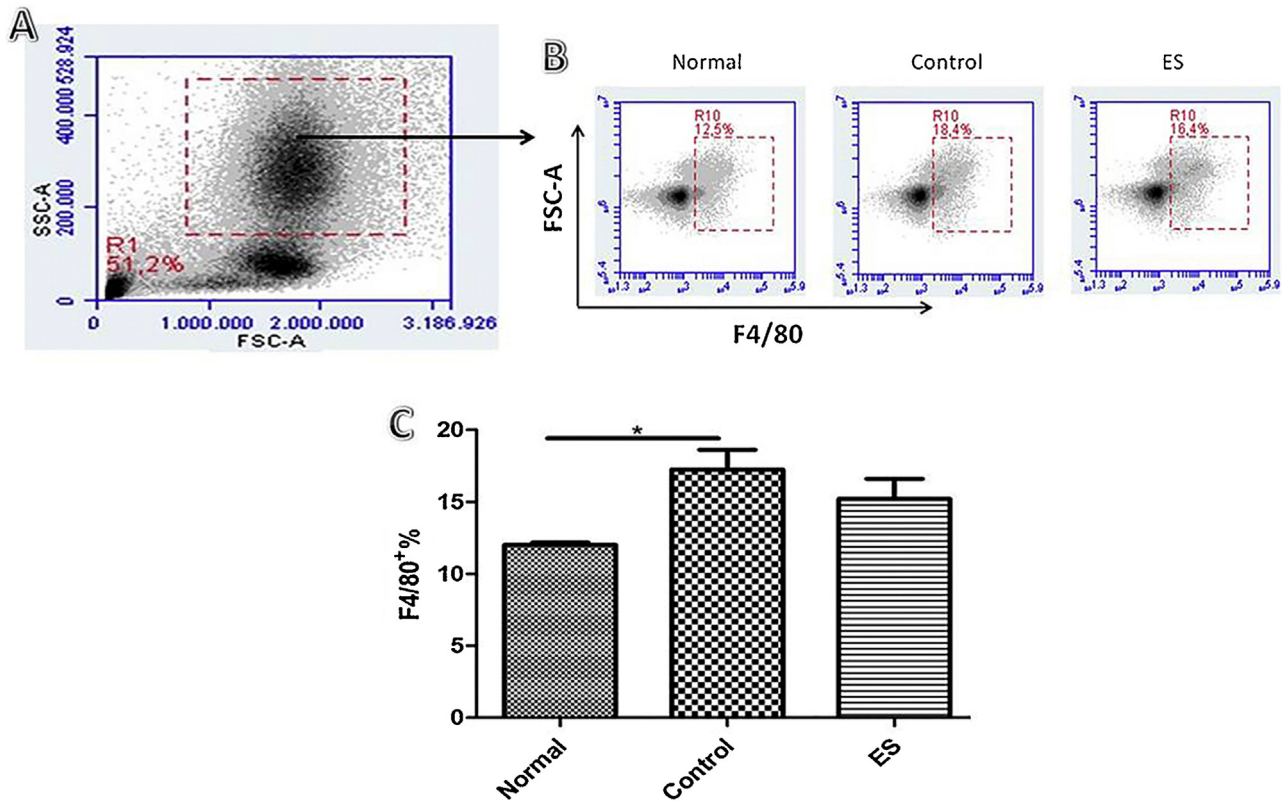 A
SSC-A
0
200.000
400.000
528.924
R1
51,2%
0
1.000.000
2.000.000
3.186.926
FSC-A
B
Normal
Control
ES
FSC-A
R10
12,5%
R10
18,4%
R10
16,4%
F4/80
C
F4/80+%
20
15
10
5
0
*
Normal
Control
ES